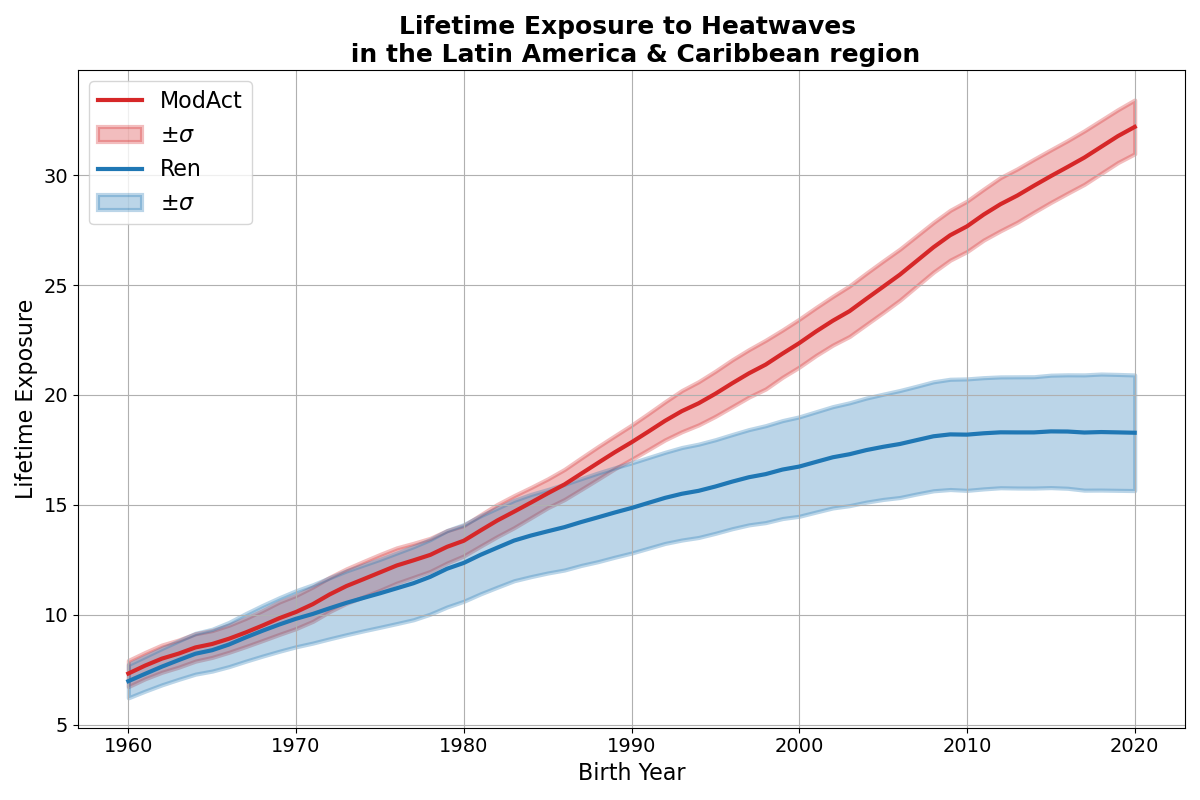 Lifetime Exposure to Heatwaves
in the Latin America & Caribbean region
ModAct
±σ
Ren
±σ
Lifetime Exposure
30
25
20
15
10
5
1960 1970 1980 1990 2000 2010 2020
Birth Year